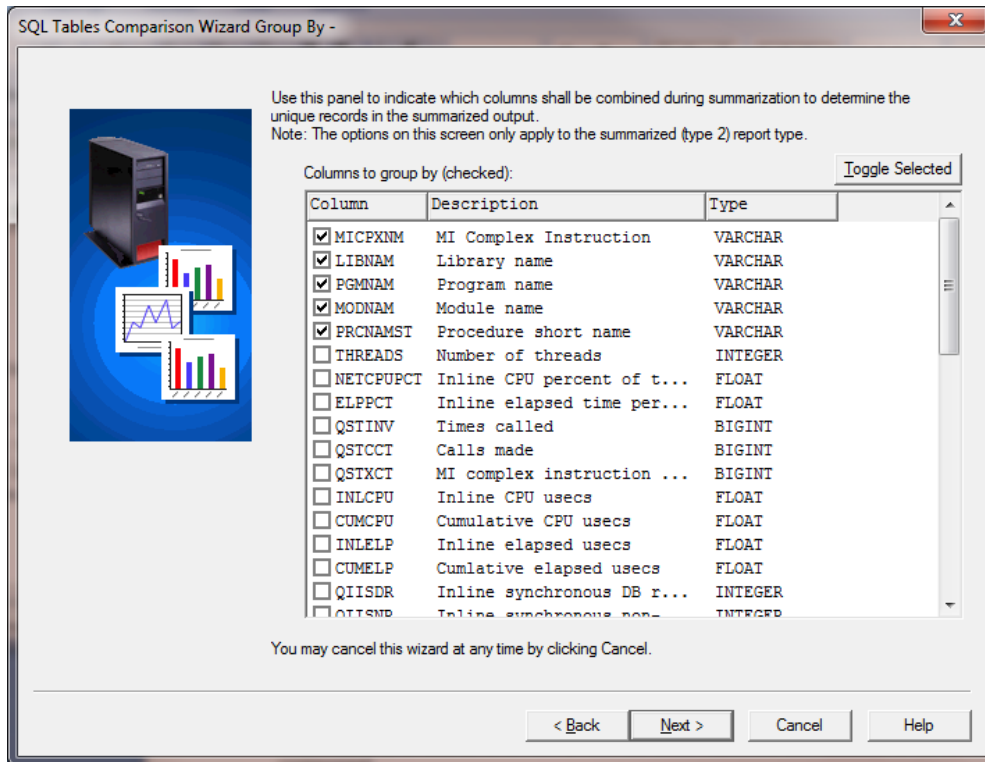 SQL Tables Comparison Wizard Group By -
Use this panel to indicate which columns shall be combined during summarization to determine the
unique records in the summarized output.
Note: The options on this screen only apply to the summarized (type 2) report type.
Columns to group by (checked):
Toggle Selected
Column Description Type
MICPXNM MI Complex Instruction VARCHAR
LIBNAM Library name VARCHAR
PGMNAM Program name VARCHAR
MODNAM Module name VARCHAR
PRCNAMST Procedure short name VARCHAR
THREADS Number of threads INTEGER
NETCPUPCT Inline CPU percent of t... FLOAT
ELPPCT Inline elapsed time per... FLOAT
QSTINV Times called BIGINT
QSTCCT Calls made BIGINT
QSTXCT MI complex instruction ... BIGINT
INLCPU Inline CPU usecs FLOAT
CUMCPU Cumulative CPU usecs FLOAT
INLELP Inline elapsed usecs FLOAT
CUMELP Cumlative elapsed usecs FLOAT
QIISDR Inline synchronous DB r... INTEGER
QIISNR Inline synchronous non- INTEGER
You may cancel this wizard at any time by clicking Cancel.
< Back Next > Cancel Help